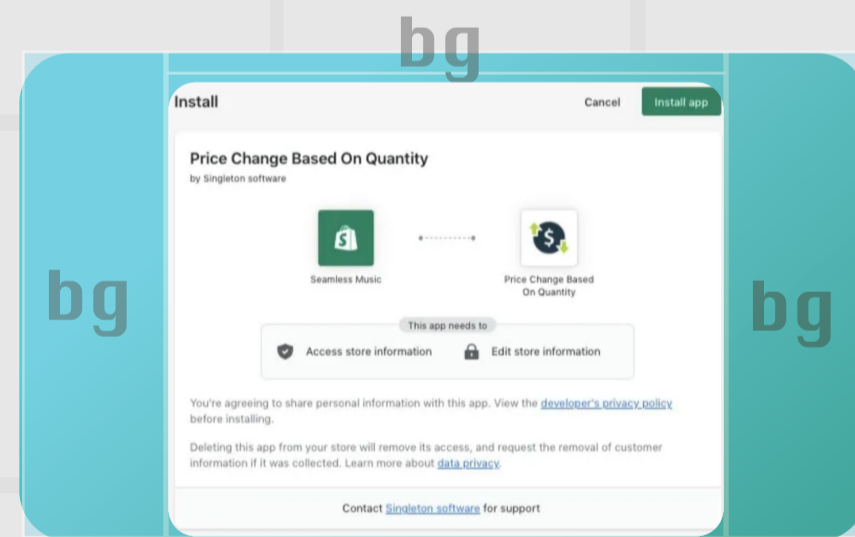 bg
Install
Cancel
Install app
Price Change Based On Quantity
by Singleton software
Seamless Music
Price Change Based
On Quantity
This app needs to
Access store information
Edit store information
You're agreeing to share personal information with this app. View the developer's privacy policy
before installing.
Deleting this app from your store will remove its access, and request the removal of customer
information if it was collected. Learn more about data privacy.
Contact Singleton software for support
bg
bg